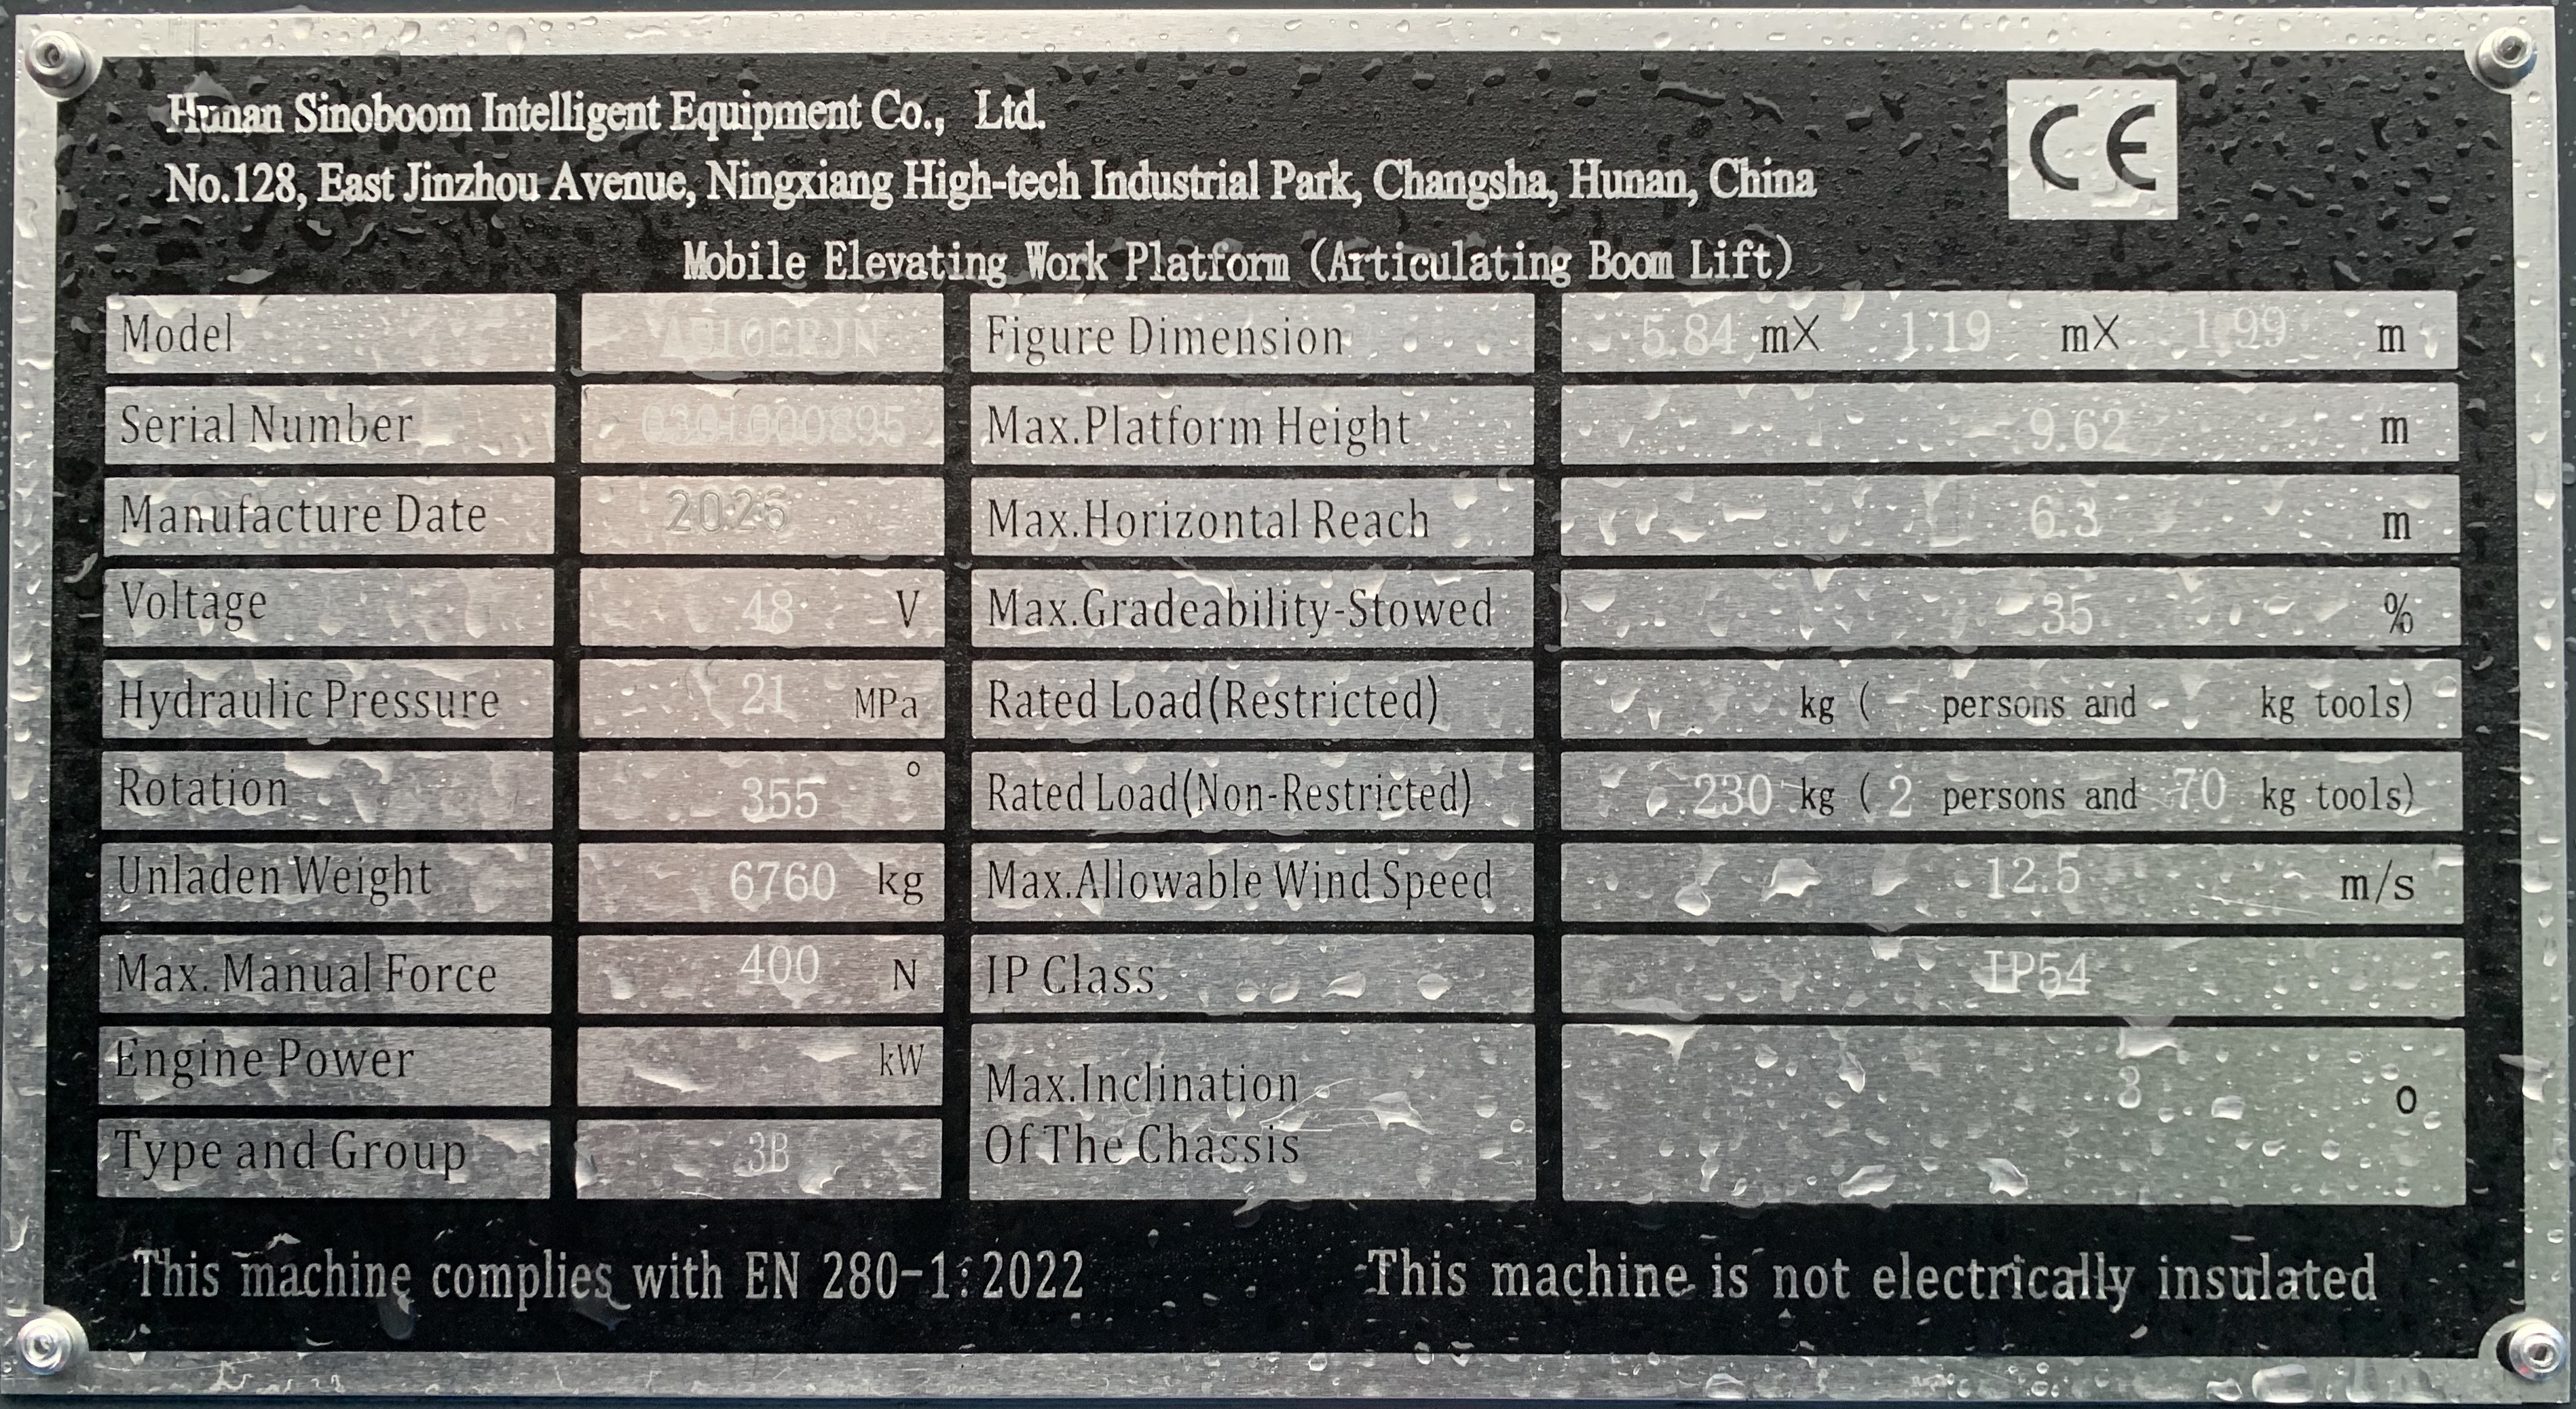 Hunan Sinoboom Intelligent Equipment Co., Ltd.
No.128, East Jinzhou Avenue, Ningxiang High-tech Industrial Park, Changsha, Hunan, China
CE
Mobile Elevating Work Platform (Articulating Boom Lift)
Model Figure Dimension 5.84 mX 1.19 mX 1.99 m
Serial Number Max.Platform Height 9.62 m
Manufacture Date Max.Horizontal Reach 6.3 m
Voltage 48 V Max.Gradeability-Stowed 35 %
Hydraulic Pressure 21 MPa Rated Load(Restricted) kg ( persons and kg tools)
Rotation 355 ° Rated Load(Non-Restricted) 230 kg ( 2 persons and 70 kg tools)
Unladen Weight 6760 kg Max.Allowable Wind Speed 12.5 m/s
Max. Manual Force 400 N IP Class IP54
Engine Power kW Max.Inclination °
Type and Group 3B Of The Chassis
This machine complies with EN 280-1:2022 This machine is not electrically insulated